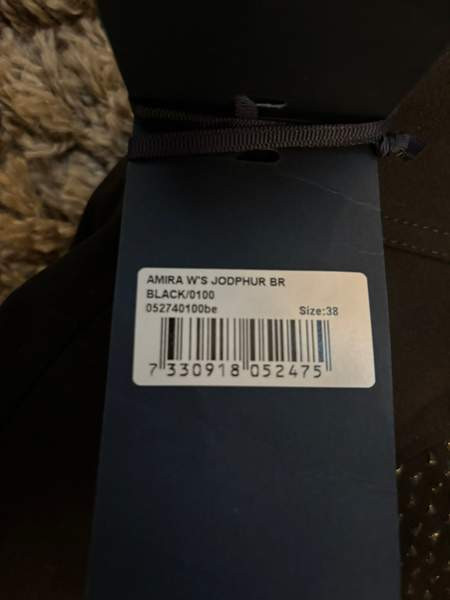 AMIRA W'S JODPHUR BR
BLACK/0100
052740100be Size:38
7 330918 052475